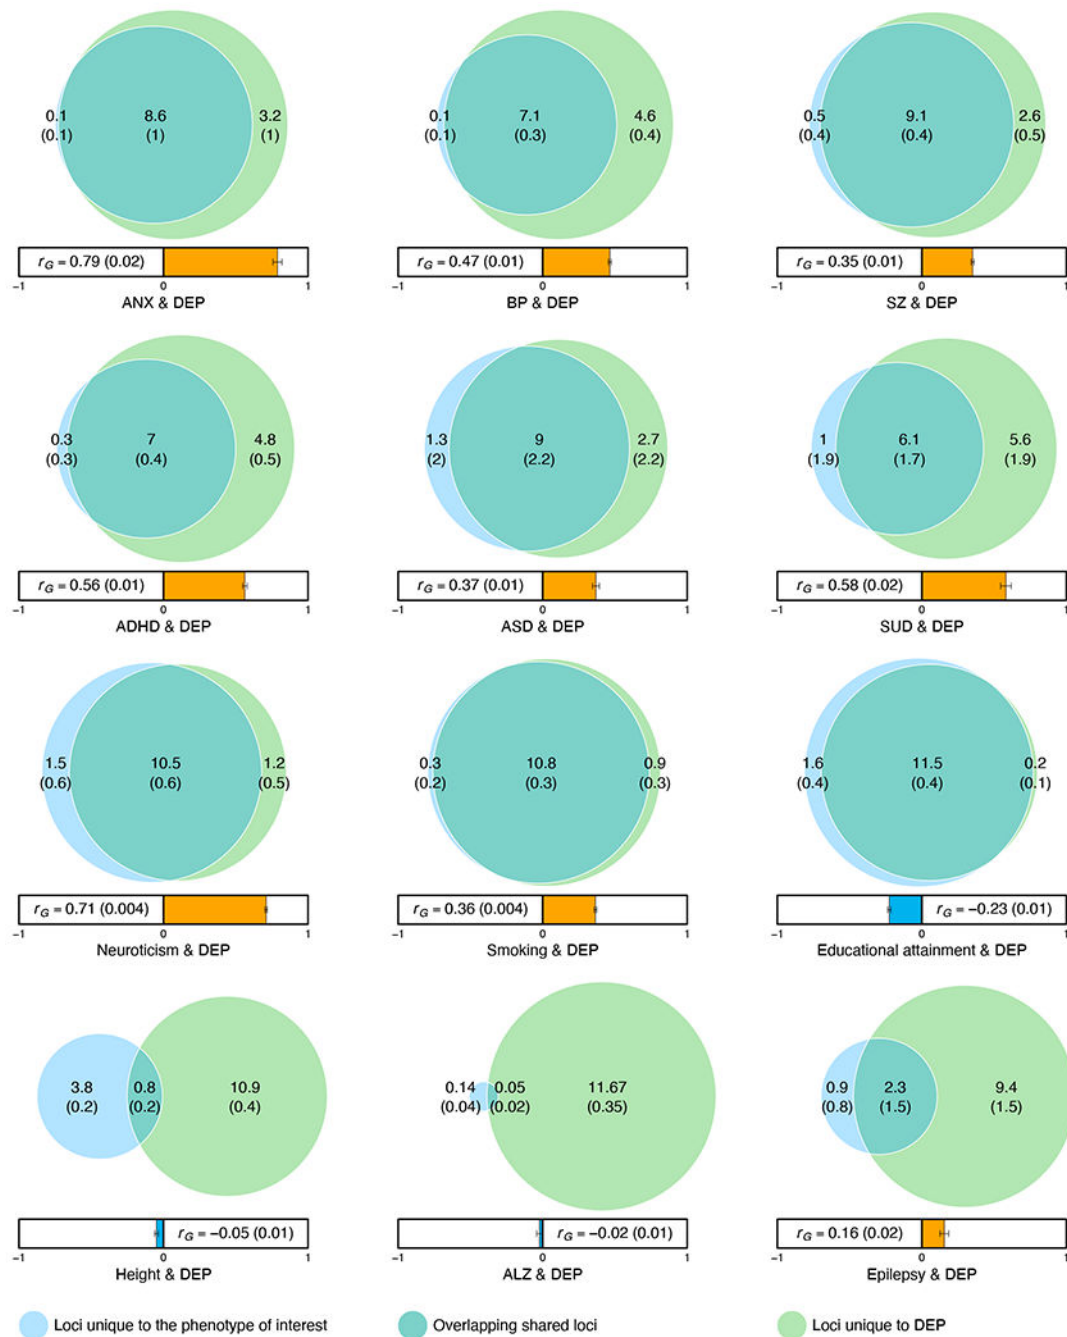 0.1 8.6 3.2
(0.1) (1) (1)
0.1 7.1 4.6
(0.1) (0.3) (0.4)
0.5 9.1 2.6
(0.4) (0.4) (0.5)
rG = 0.79 (0.02)
-1 0 1
ANX & DEP
rG = 0.47 (0.01)
-1 0 1
BP & DEP
rG = 0.35 (0.01)
-1 0 1
SZ & DEP
0.3 7 4.8
(0.3) (0.4) (0.5)
1.3 9 2.7
(2) (2.2) (2.2)
1 6.1 5.6
(1.9) (1.7) (1.9)
rG = 0.56 (0.01)
-1 0 1
ADHD & DEP
rG = 0.37 (0.01)
-1 0 1
ASD & DEP
rG = 0.58 (0.02)
-1 0 1
SUD & DEP
1.5 10.5 1.2
(0.6) (0.6) (0.5)
0.3 10.8 0.9
(0.2) (0.3) (0.3)
1.6 11.5 0.2
(0.4) (0.4) (0.1)
rG = 0.71 (0.004)
-1 0 1
Neuroticism & DEP
rG = 0.36 (0.004)
-1 0 1
Smoking & DEP
rG = −0.23 (0.01)
-1 0 1
Educational attainment & DEP
3.8 0.8 10.9
(0.2) (0.2) (0.4)
0.14 0.05 11.67
(0.04) (0.02) (0.35)
0.9 2.3 9.4
(0.8) (1.5) (1.5)
rG = −0.05 (0.01)
-1 0 1
Height & DEP
rG = −0.02 (0.01)
-1 0 1
ALZ & DEP
rG = 0.16 (0.02)
-1 0 1
Epilepsy & DEP
Loci unique to the phenotype of interest
Overlapping shared loci
Loci unique to DEP